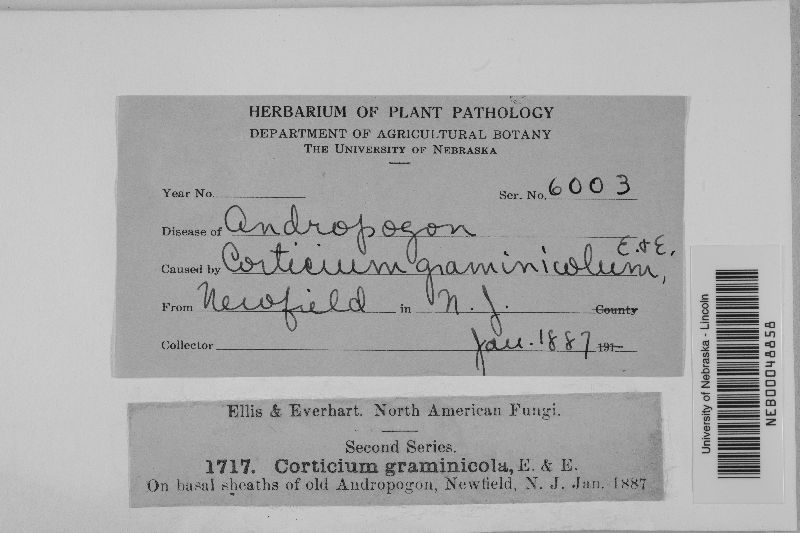 HERBARIUM OF PLANT PATHOLOGY
DEPARTMENT OF AGRICULTURAL BOTANY
THE UNIVERSITY OF NEBRASKA
Year No.
Ser. No. 6003
Disease of Andropogon
Caused by Corticium graminicolum, E. & E.
From Newfield in N. J. County
Collector Jan. 1887 191
Ellis & Everhart. North American Fungi.
Second Series.
1717. Corticium graminicola, E. & E.
On basal sheaths of old Andropogon, Newfield, N. J. Jan. 1887
University of Nebraska - Lincoln
NEB00048858